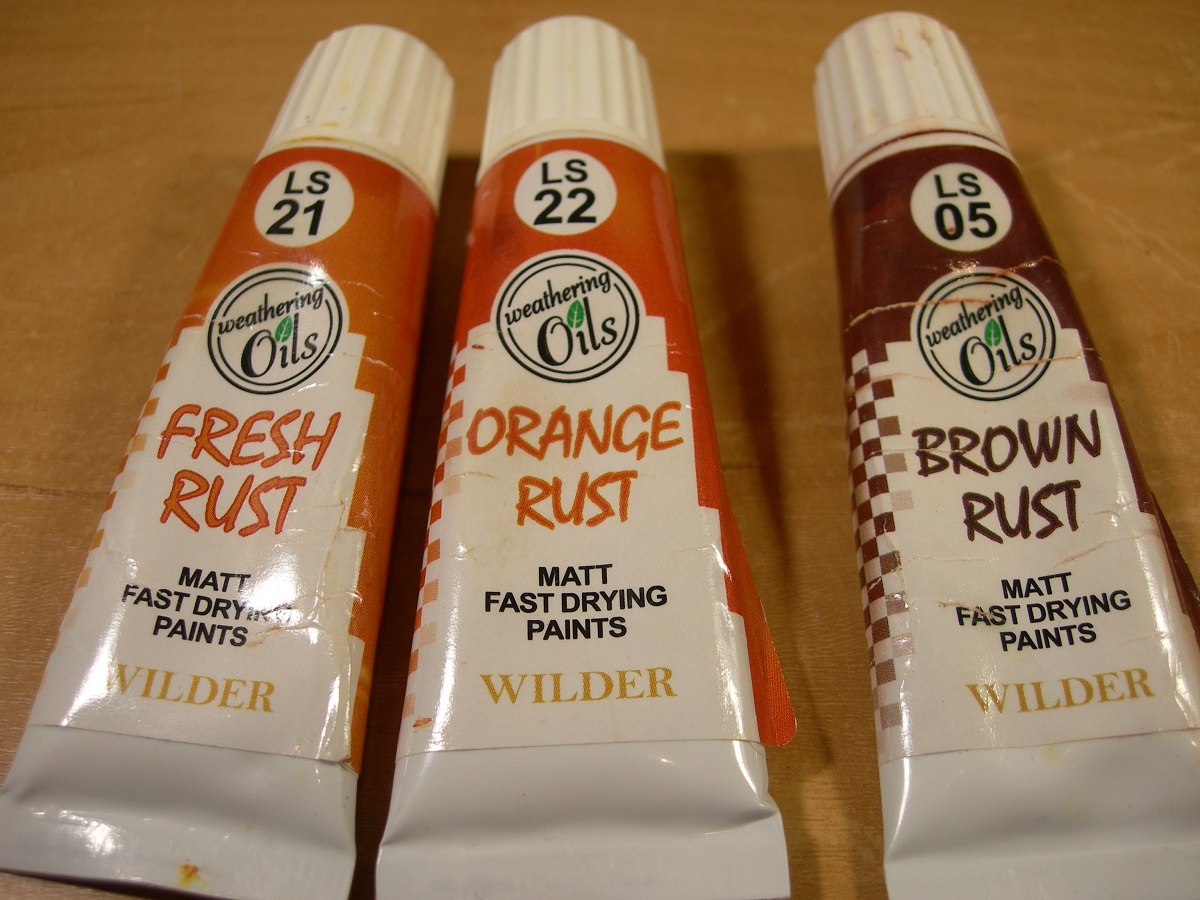 LS
21
weathering
Oils
FRESH
RUST
MATT
FAST DRYING
PAINTS
WILDER
LS
22
weathering
Oils
ORANGE
RUST
MATT
FAST DRYING
PAINTS
WILDER
LS
05
weathering
Oils
BROWN
RUST
MATT
FAST DRYING
PAINTS
WILDER